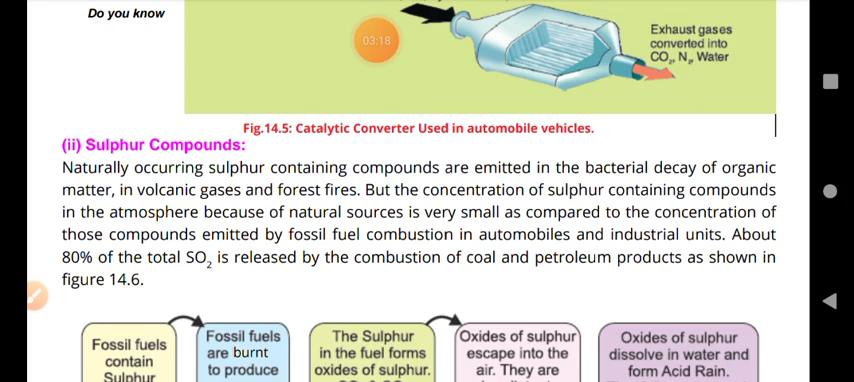 Do you know
03:18
Exhaust gases
converted into
CO₂, N₂, Water
Fig.14.5: Catalytic Converter Used in automobile vehicles.
(ii) Sulphur Compounds:
Naturally occurring sulphur containing compounds are emitted in the bacterial decay of organic
matter, in volcanic gases and forest fires. But the concentration of sulphur containing compounds
in the atmosphere because of natural sources is very small as compared to the concentration of
those compounds emitted by fossil fuel combustion in automobiles and industrial units. About
80% of the total SO₂ is released by the combustion of coal and petroleum products as shown in
figure 14.6.
Fossil fuels
contain
Sulphur
Fossil fuels
are burnt
to produce
The Sulphur
in the fuel forms
oxides of sulphur.
Oxides of sulphur
escape into the
air. They are
Oxides of sulphur
dissolve in water and
form Acid Rain.